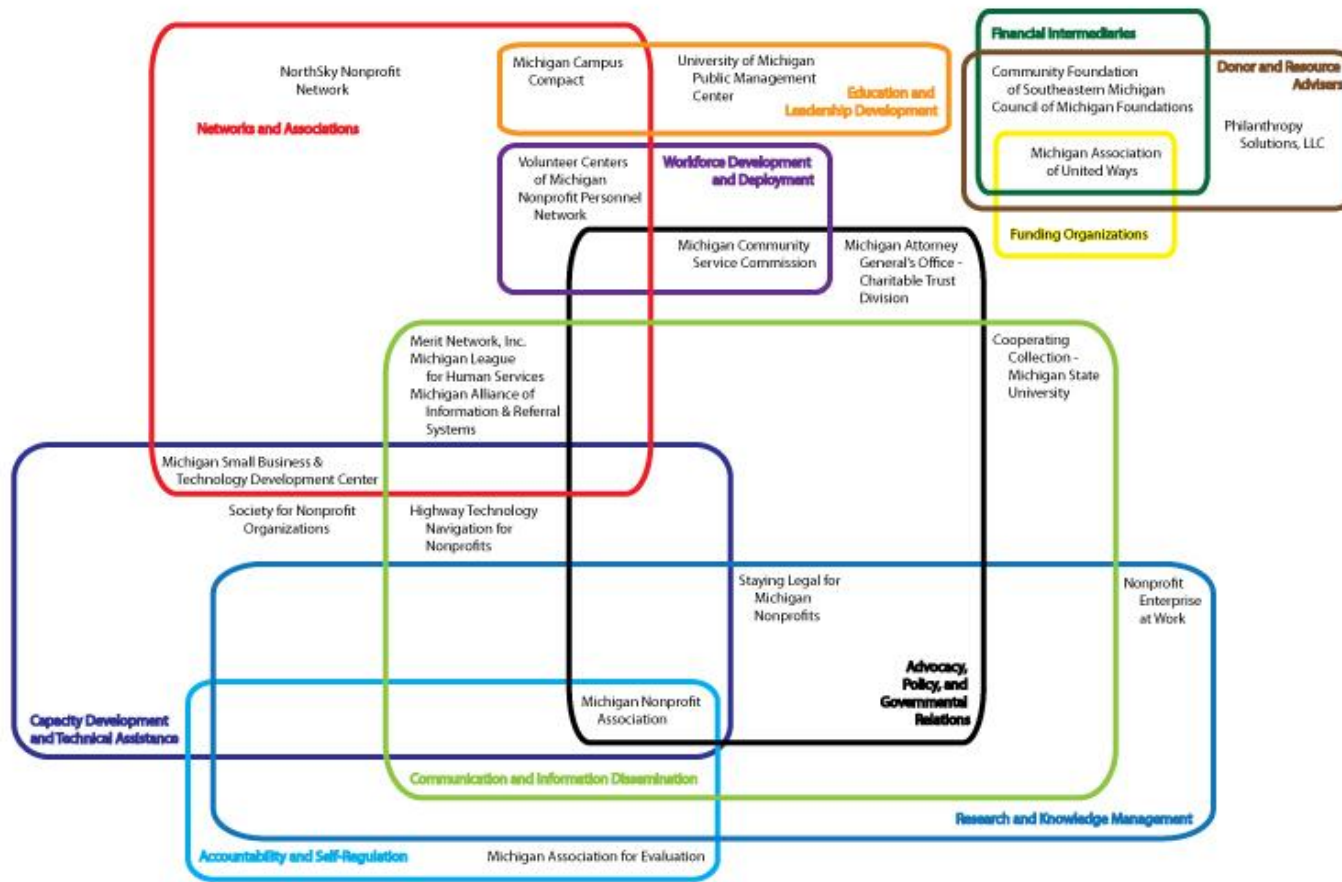 NorthSky Nonprofit
Network
Networks and Associations
Michigan Campus
Compact
University of Michigan
Public Management
Center
Education and
Leadership Development
Financial Intermediaries
Community Foundation
of Southeastern Michigan
Council of Michigan Foundations
Donor and Resource
Advisers
Philanthropy
Solutions, LLC
Michigan Association
of United Ways
Funding Organizations
Volunteer Centers
of Michigan
Nonprofit Personnel
Network
Workforce Development
and Deployment
Michigan Community
Service Commission
Michigan Attorney
General's Office -
Charitable Trust
Division
Merit Network, Inc.
Michigan League
for Human Services
Michigan Alliance of
Information & Referral
Systems
Cooperating
Collection -
Michigan State
University
Michigan Small Business &
Technology Development Center
Society for Nonprofit
Organizations
Highway Technology
Navigation for
Nonprofits
Staying Legal for
Michigan
Nonprofits
Nonprofit
Enterprise
at Work
Advocacy,
Policy, and
Governmental
Relations
Michigan Nonprofit
Association
Capacity Development
and Technical Assistance
Communication and Information Dissemination
Research and Knowledge Management
Accountability and Self-Regulation
Michigan Association for Evaluation